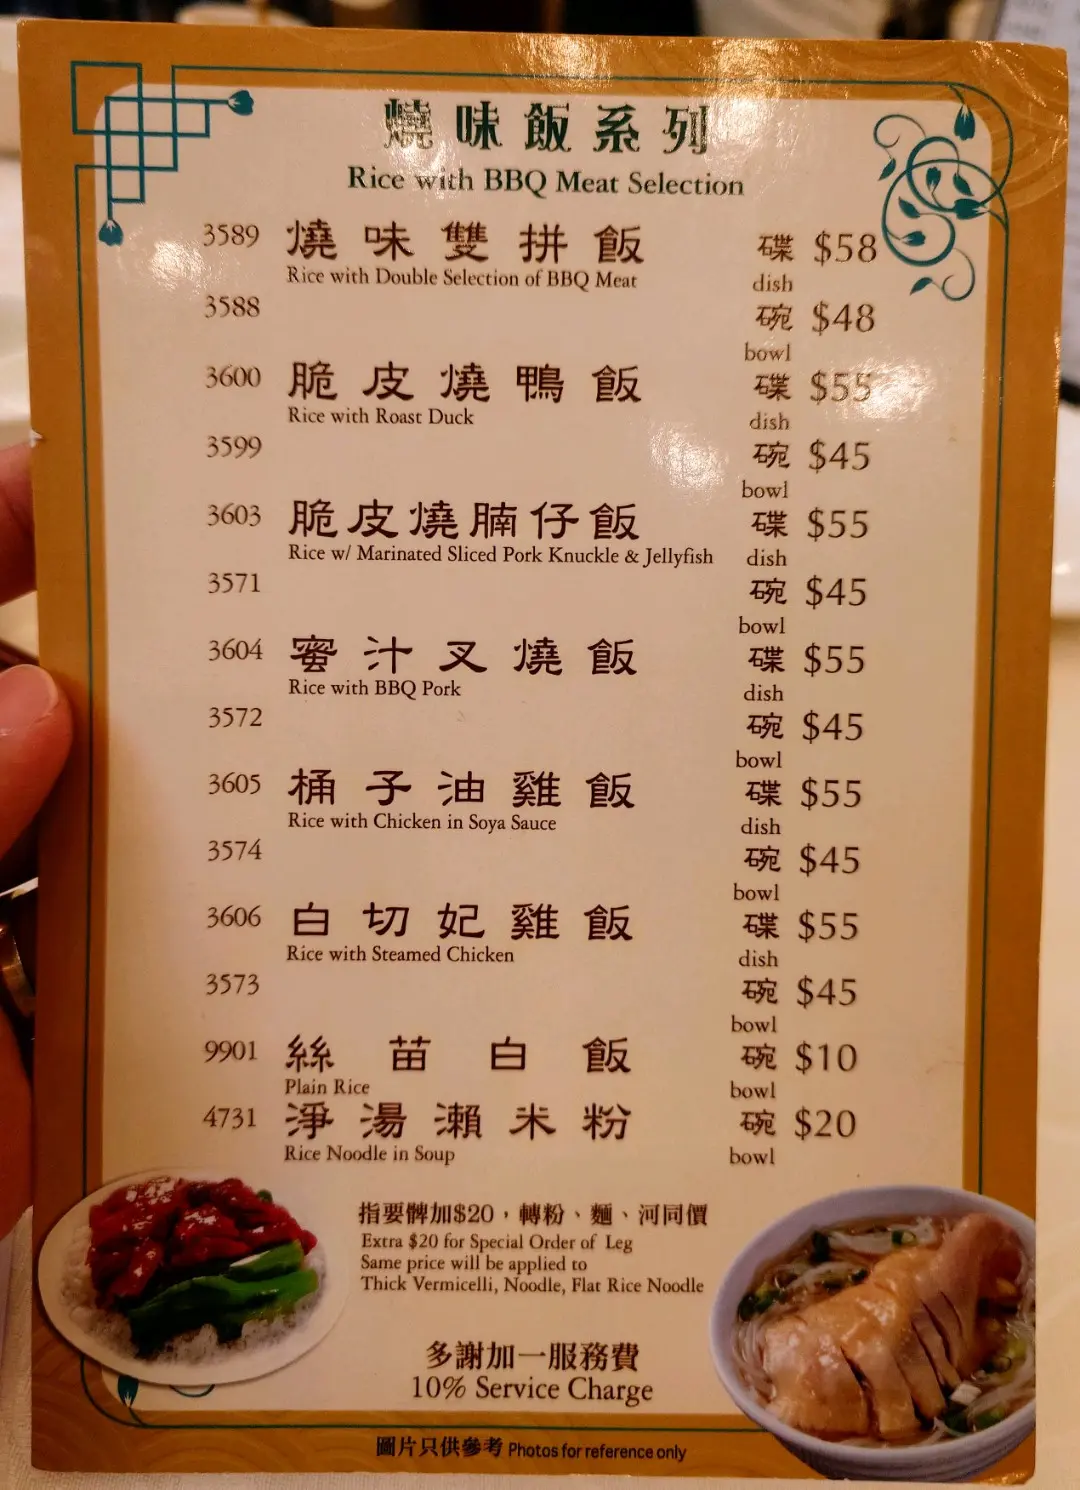 燒味飯系列
Rice with BBQ Meat Selection
3589 燒味雙拼飯 碟 $58
Rice with Double Selection of BBQ Meat dish
3588 碗 $48
bowl
3600 脆皮燒鴨飯 碟 $55
Rice with Roast Duck dish
3599 碗 $45
bowl
3603 脆皮燒腩仔飯 碟 $55
Rice w/ Marinated Sliced Pork Knuckle & Jellyfish dish
3571 碗 $45
bowl
3604 蜜汁叉燒飯 碟 $55
Rice with BBQ Pork dish
3572 碗 $45
bowl
3605 桶子油雞飯 碟 $55
Rice with Chicken in Soya Sauce dish
3574 碗 $45
bowl
3606 白切妃雞飯 碟 $55
Rice with Steamed Chicken dish
3573 碗 $45
bowl
9901 絲苗白飯 碗 $10
Plain Rice bowl
4731 淨湯瀨米粉 碗 $20
Rice Noodle in Soup bowl
指要髀加$20，轉粉、麵、河同價
Extra $20 for Special Order of Leg
Same price will be applied to
Thick Vermicelli, Noodle, Flat Rice Noodle
多謝加一服務費
10% Service Charge
圖片只供參考 Photos for reference only